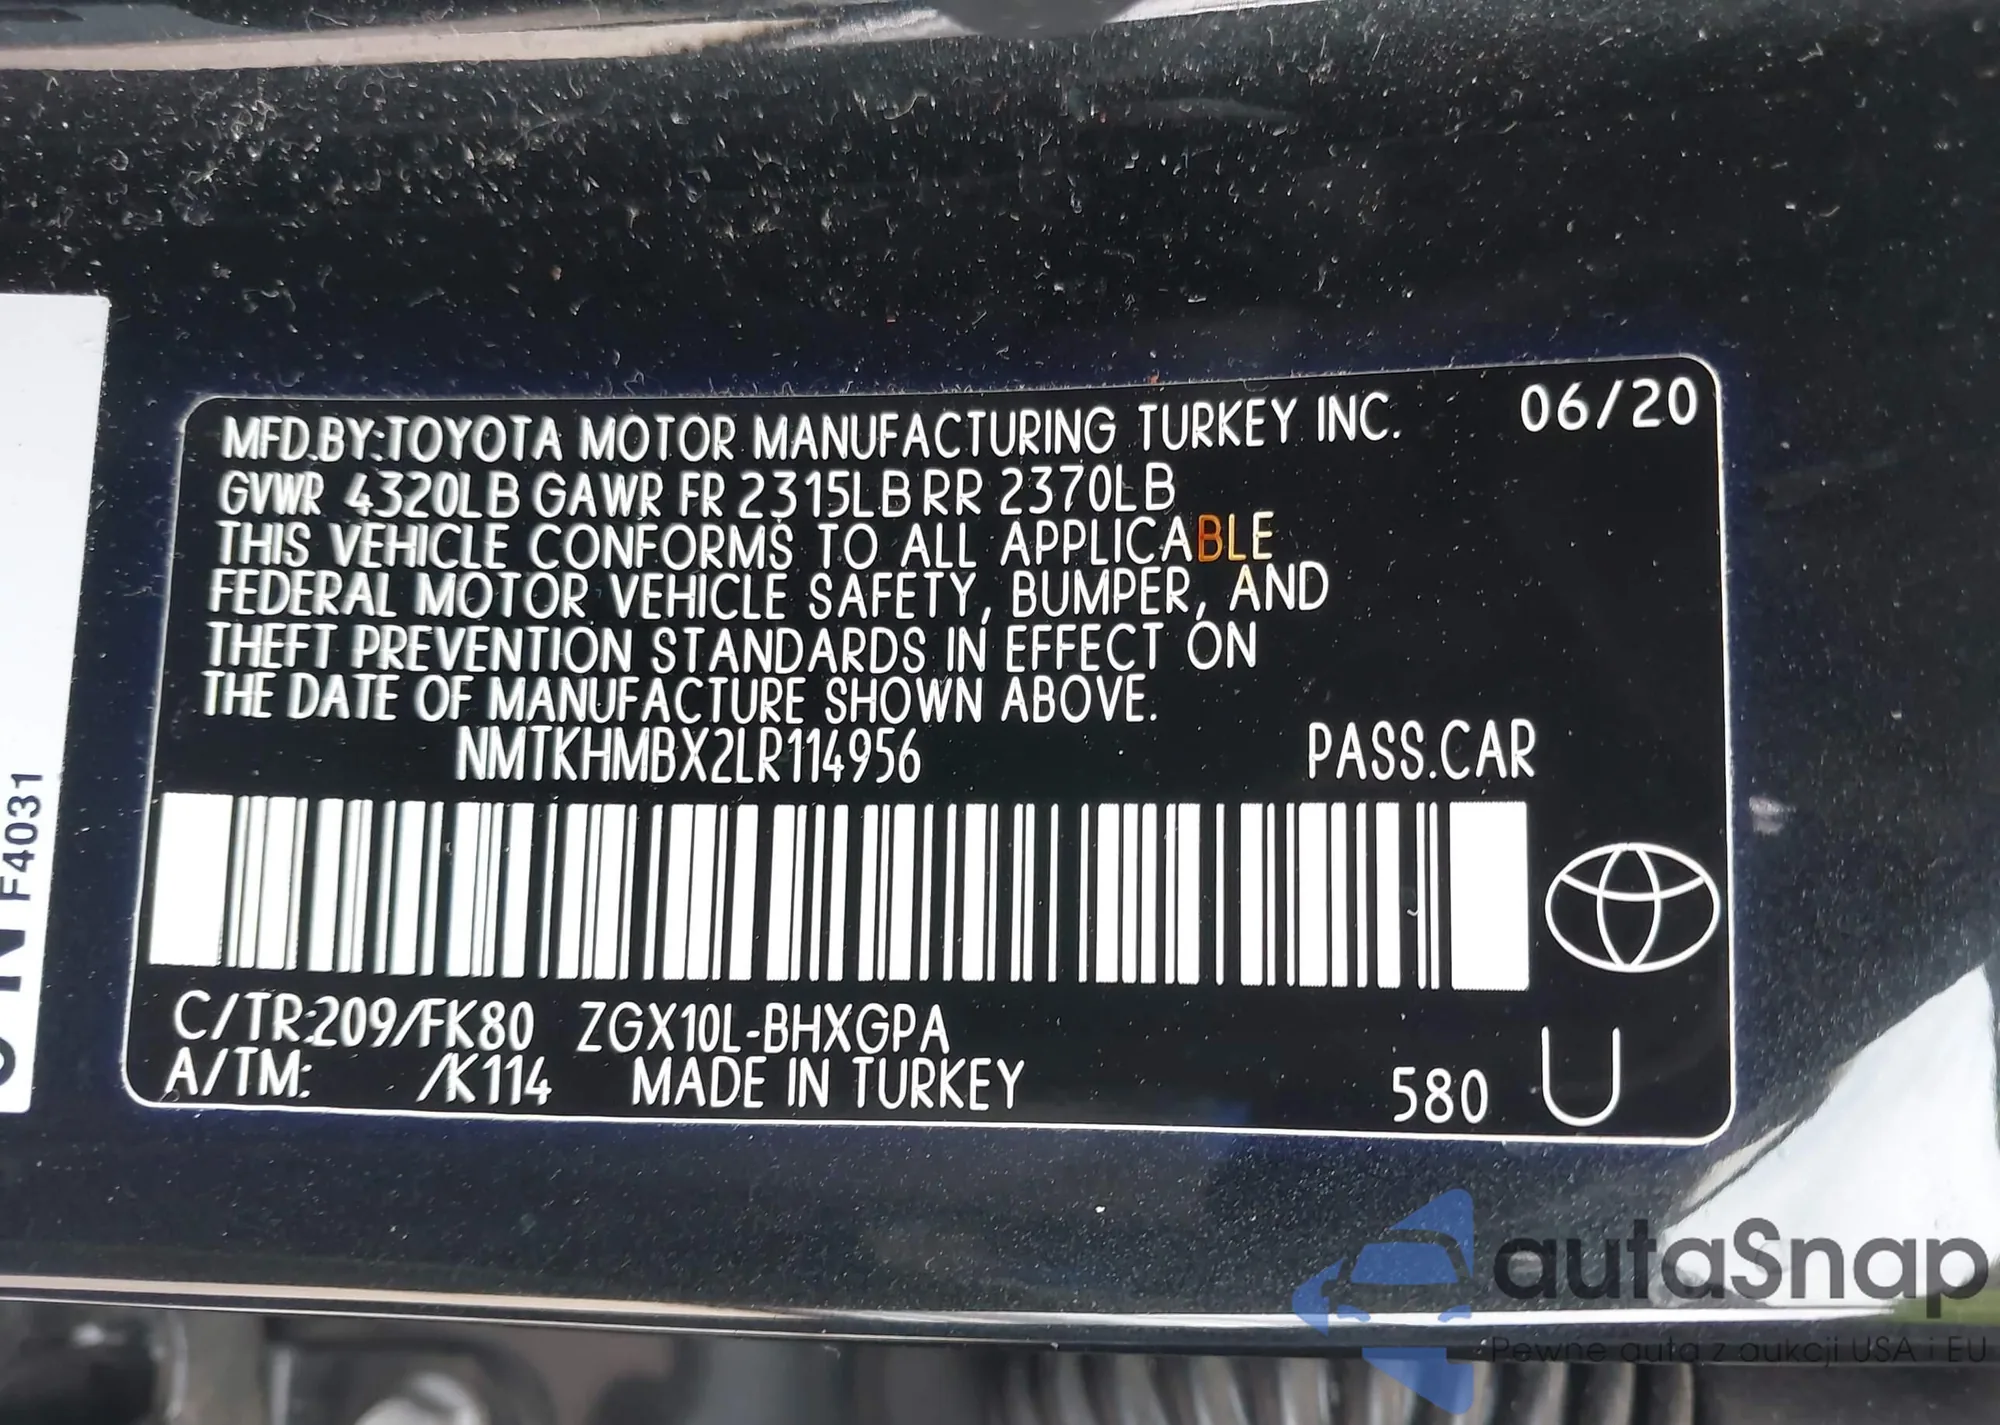 MFD.BY:TOYOTA MOTOR MANUFACTURING TURKEY INC. 06/20
GVWR 4320LB GAWR FR 2315LB RR 2370LB
THIS VEHICLE CONFORMS TO ALL APPLICABLE
FEDERAL MOTOR VEHICLE SAFETY, BUMPER, AND
THEFT PREVENTION STANDARDS IN EFFECT ON
THE DATE OF MANUFACTURE SHOWN ABOVE.
NMTKHMBX2LR114956 PASS.CAR
C/TR:209/FK80 ZGX10L-BHXGPA
A/TM: /K114 MADE IN TURKEY 580 U
F4031
autaSnap
Pewne auta z aukcji USA i EU